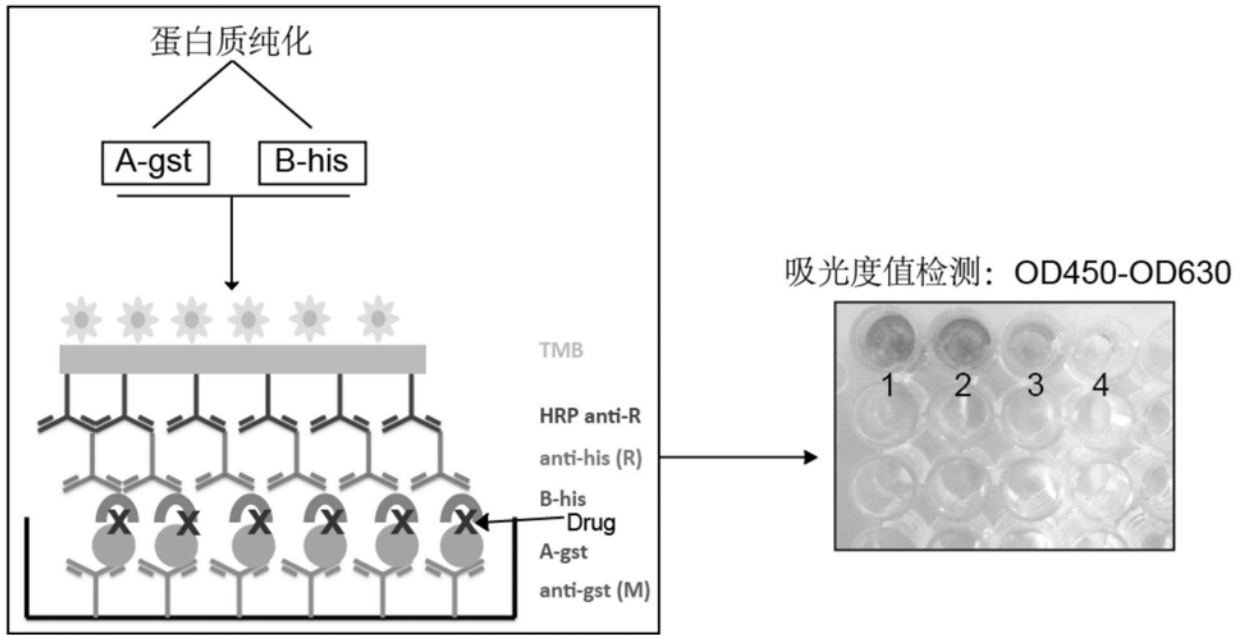 蛋白质纯化
A-gst
B-his
TMB
HRP anti-R
anti-his (R)
B-his
Drug
A-gst
anti-gst (M)
X X X X X X
吸光度值检测：OD450-OD630
1 2 3 4